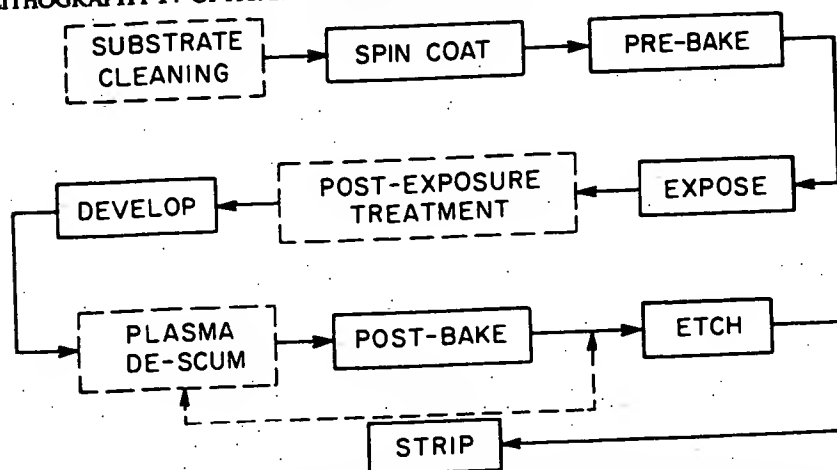 SUBSTRATE
CLEANING
SPIN COAT
PRE-BAKE
EXPOSE
POST-EXPOSURE
TREATMENT
DEVELOP
PLASMA
DE-SCUM
POST-BAKE
ETCH
STRIP